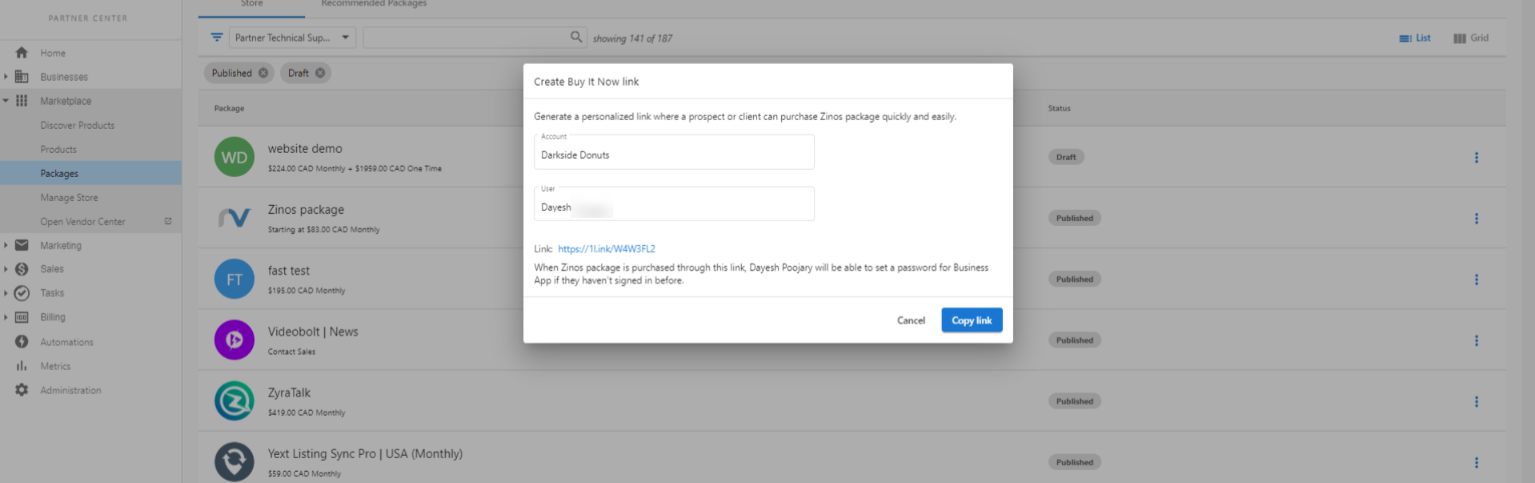 PARTNER CENTER
Home
Businesses
Marketplace
Discover Products
Products
Packages
Manage Store
Open Vendor Center
Marketing
Sales
Tasks
Billing
Automations
Metrics
Administration
Store
Recommended Packages
Partner Technical Sup...
showing 141 of 187
List
Grid
Published
Draft
Package
Status
WD
website demo
$224.00 CAD Monthly + $1959.00 CAD One Time
Draft
Zinos package
Starting at $83.00 CAD Monthly
Published
FT
fast test
$195.00 CAD Monthly
Published
Videobolt | News
Contact Sales
Published
ZyraTalk
$419.00 CAD Monthly
Published
Yext Listing Sync Pro | USA (Monthly)
$59.00 CAD Monthly
Published
Create Buy It Now link
Generate a personalized link where a prospect or client can purchase Zinos package quickly and easily.
Account
Darkside Donuts
User
Dayesh
Link: https://1l.ink/W4W3FL2
When Zinos package is purchased through this link, Dayesh Poojary will be able to set a password for Business
App if they haven't signed in before.
Cancel
Copy link